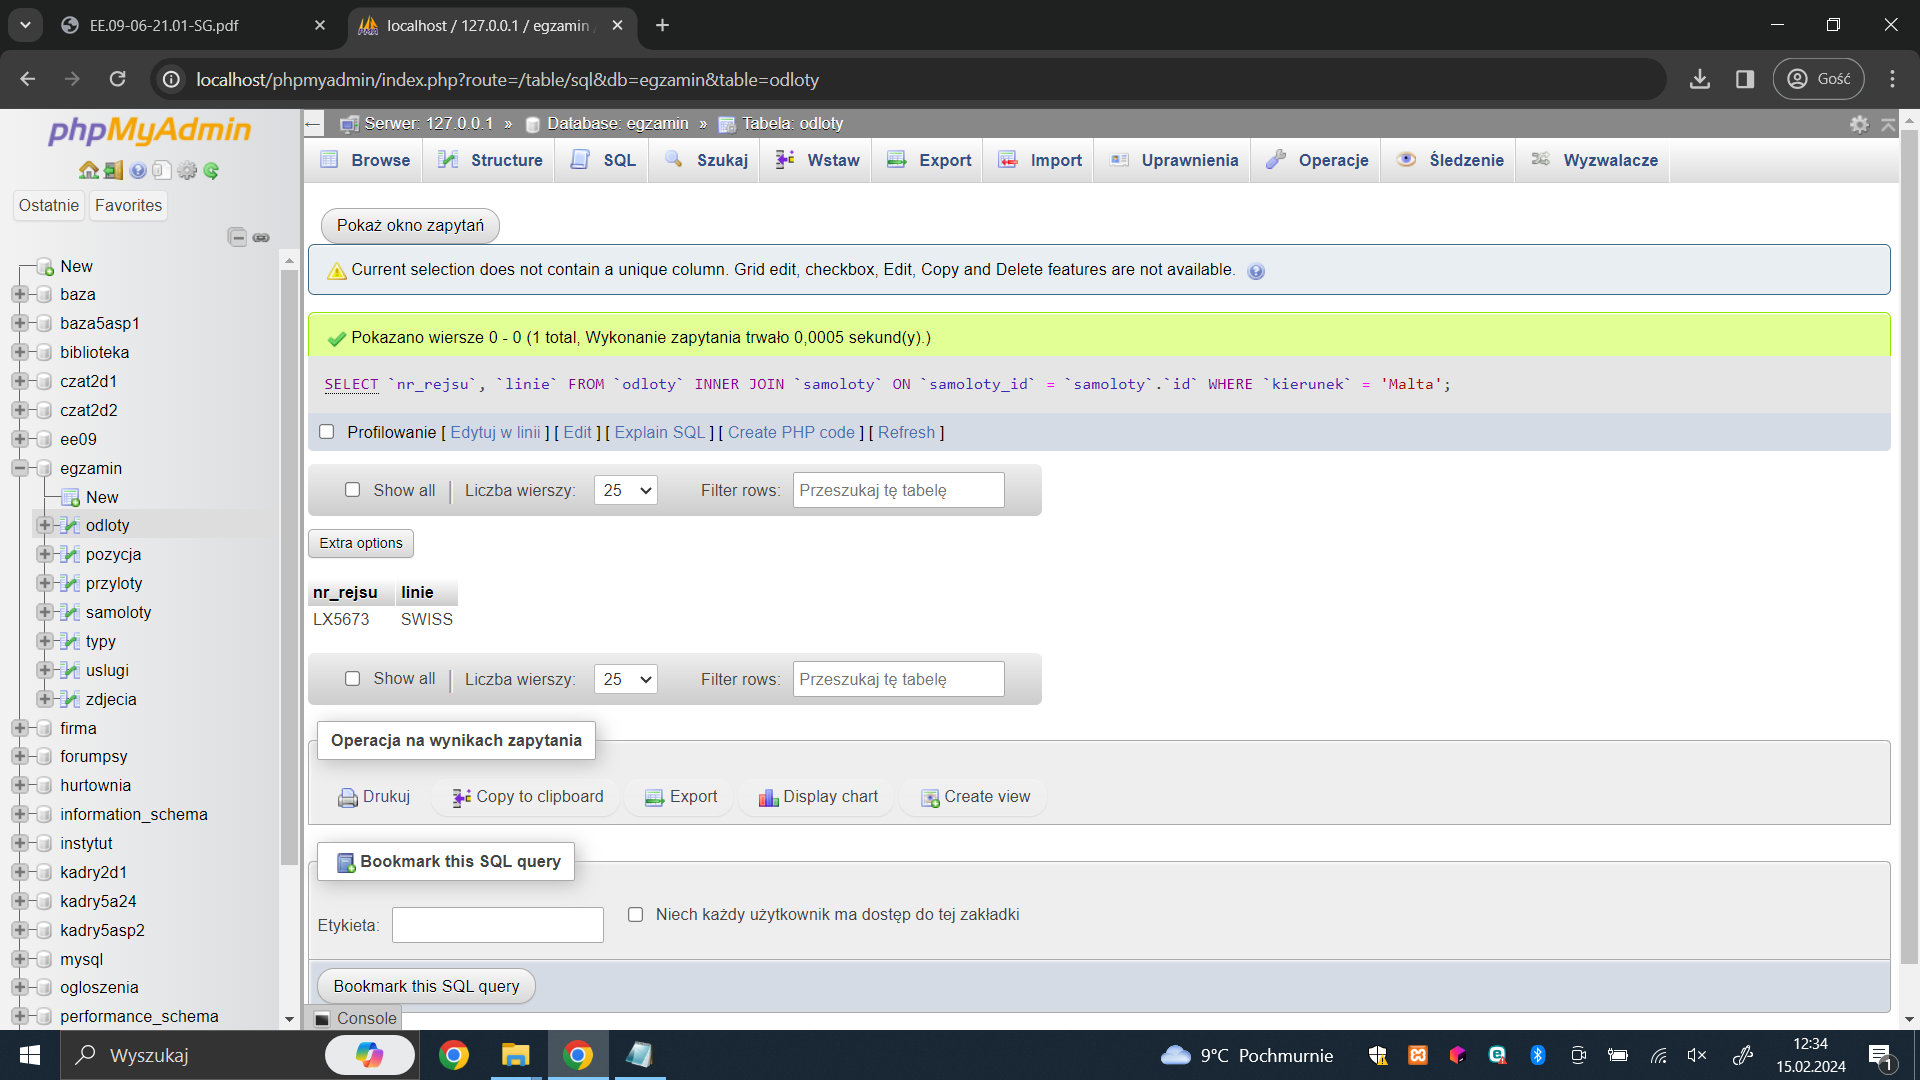 EE.09-06-21.01-SG.pdf
localhost / 127.0.0.1 / egzamin
localhost/phpmyadmin/index.php?route=/table/sql&db=egzamin&table=odloty
Gość
phpMyAdmin
Ostatnie
Favorites
New
baza
baza5asp1
biblioteka
czat2d1
czat2d2
ee09
egzamin
New
odloty
pozycja
przyloty
samoloty
typy
uslugi
zdjecia
firma
forumpsy
hurtownia
information_schema
instytut
kadry2d1
kadry5a24
kadry5asp2
mysql
ogloszenia
performance_schema
Serwer: 127.0.0.1 » Database: egzamin » Tabela: odloty
Browse
Structure
SQL
Szukaj
Wstaw
Export
Import
Uprawnienia
Operacje
Śledzenie
Wyzwalacze
Pokaż okno zapytań
Current selection does not contain a unique column. Grid edit, checkbox, Edit, Copy and Delete features are not available.
Pokazano wiersze 0 - 0 (1 total, Wykonanie zapytania trwało 0,0005 sekund(y).)
SELECT `nr_rejsu`, `linie` FROM `odloty` INNER JOIN `samoloty` ON `samoloty_id` = `samoloty`.`id` WHERE `kierunek` = 'Malta';
Profilowanie [ Edytuj w linii ] [ Edit ] [ Explain SQL ] [ Create PHP code ] [ Refresh ]
Show all | Liczba wierszy: 25 Filter rows: Przeszukaj tę tabelę
Extra options
nr_rejsu linie
LX5673 SWISS
Show all | Liczba wierszy: 25 Filter rows: Przeszukaj tę tabelę
Operacja na wynikach zapytania
Drukuj
Copy to clipboard
Export
Display chart
Create view
Bookmark this SQL query
Etykieta:
Niech każdy użytkownik ma dostęp do tej zakładki
Bookmark this SQL query
Console
Wyszukaj
9°C Pochmurnie
12:34
15.02.2024
1